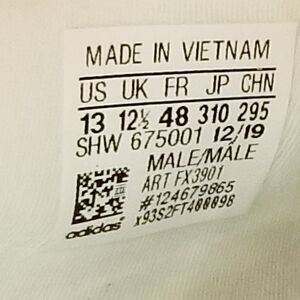 MADE IN VIETNAM
US UK FR JP CHN
13 12½ 48 310 295
SHW 675001 12/19
MALE/MÂLE
ART FX3901
#124679865
x93S2FT400098
adidas